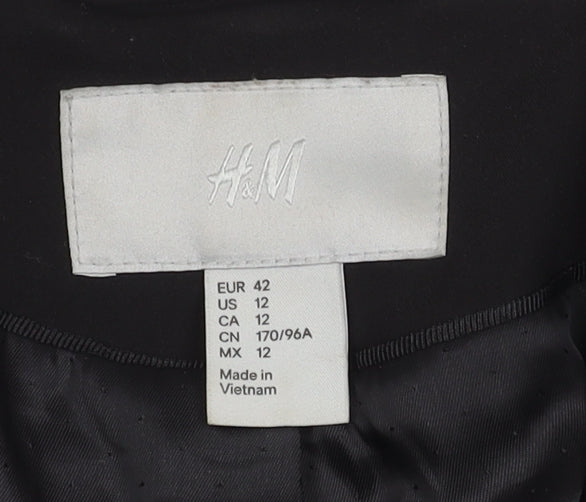 H&M
EUR 42
US 12
CA 12
CN 170/96A
MX 12
Made in
Vietnam